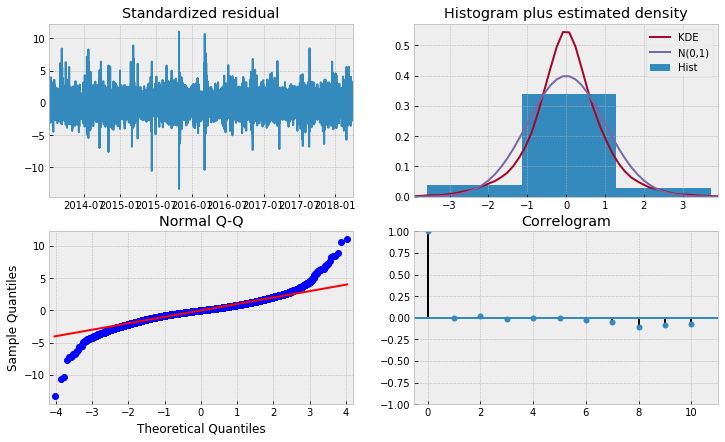 Standardized residual
10
5
0
−5
−10
2014-07 2015-01 2015-07 2016-01 2016-07 2017-01 2017-07 2018-01
Histogram plus estimated density
KDE
N(0,1)
Hist
0.5
0.4
0.3
0.2
0.1
0.0
−3 −2 −1 0 1 2 3
Normal Q-Q
Sample Quantiles
10
5
0
−5
−10
−4 −3 −2 −1 0 1 2 3 4
Theoretical Quantiles
Correlogram
1.00
0.75
0.50
0.25
0.00
−0.25
−0.50
−0.75
−1.00
0 2 4 6 8 10